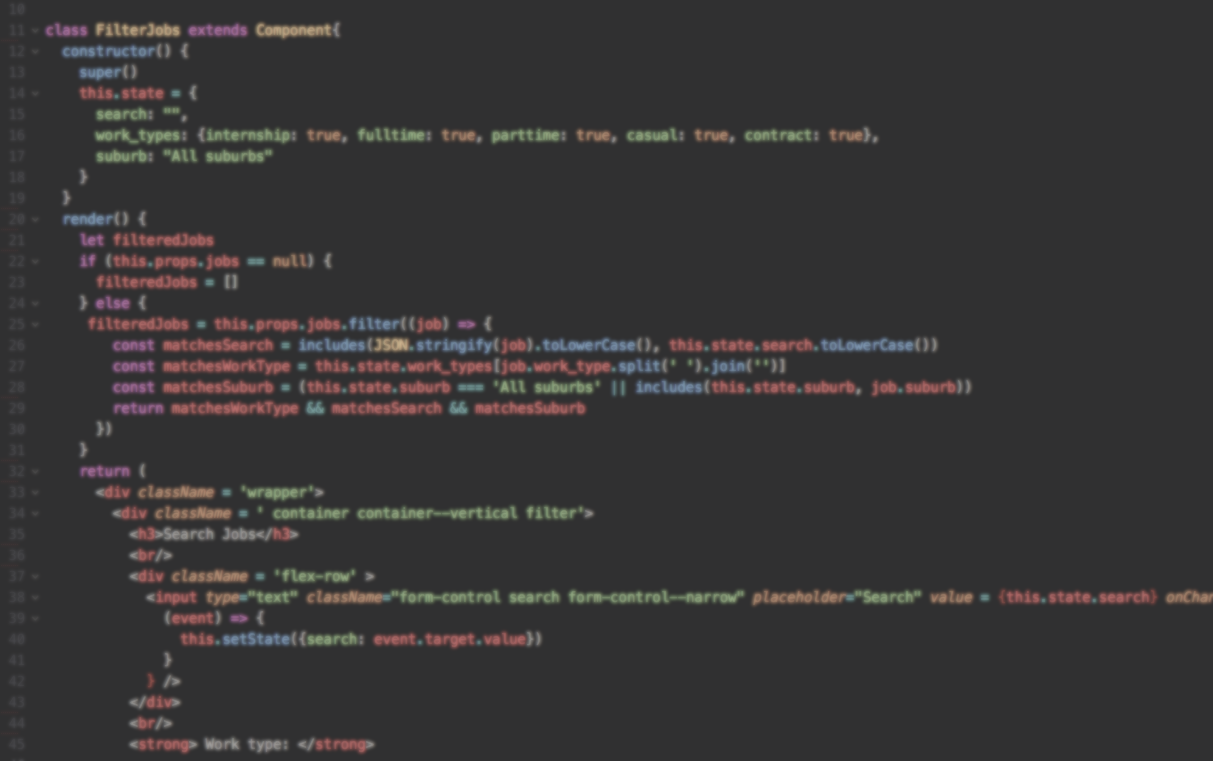 10
11 class FilterJobs extends Component{
12 constructor() {
13 super()
14 this.state = {
15 search: "",
16 work_types: {internship: true, fulltime: true, parttime: true, casual: true, contract: true},
17 suburb: "All suburbs"
18 }
19 }
20 render() {
21 let filteredJobs
22 if (this.props.jobs == null) {
23 filteredJobs = []
24 } else {
25 filteredJobs = this.props.jobs.filter((job) => {
26 const matchesSearch = includes(JSON.stringify(job).toLowerCase(), this.state.search.toLowerCase())
27 const matchesWorkType = this.state.work_types[job.work_type.split(' ').join('')]
28 const matchesSuburb = (this.state.suburb === 'All suburbs' || includes(this.state.suburb, job.suburb))
29 return matchesWorkType && matchesSearch && matchesSuburb
30 })
31 }
32 return (
33 <div className = 'wrapper'>
34 <div className = ' container container--vertical filter'>
35 <h3>Search Jobs</h3>
36 <br/>
37 <div className = 'flex-row' >
38 <input type="text" className="form-control search form-control--narrow" placeholder="Search" value = {this.state.search} onChan
39 (event) => {
40 this.setState({search: event.target.value})
41 }
42 } />
43 </div>
44 <br/>
45 <strong> Work type: </strong>